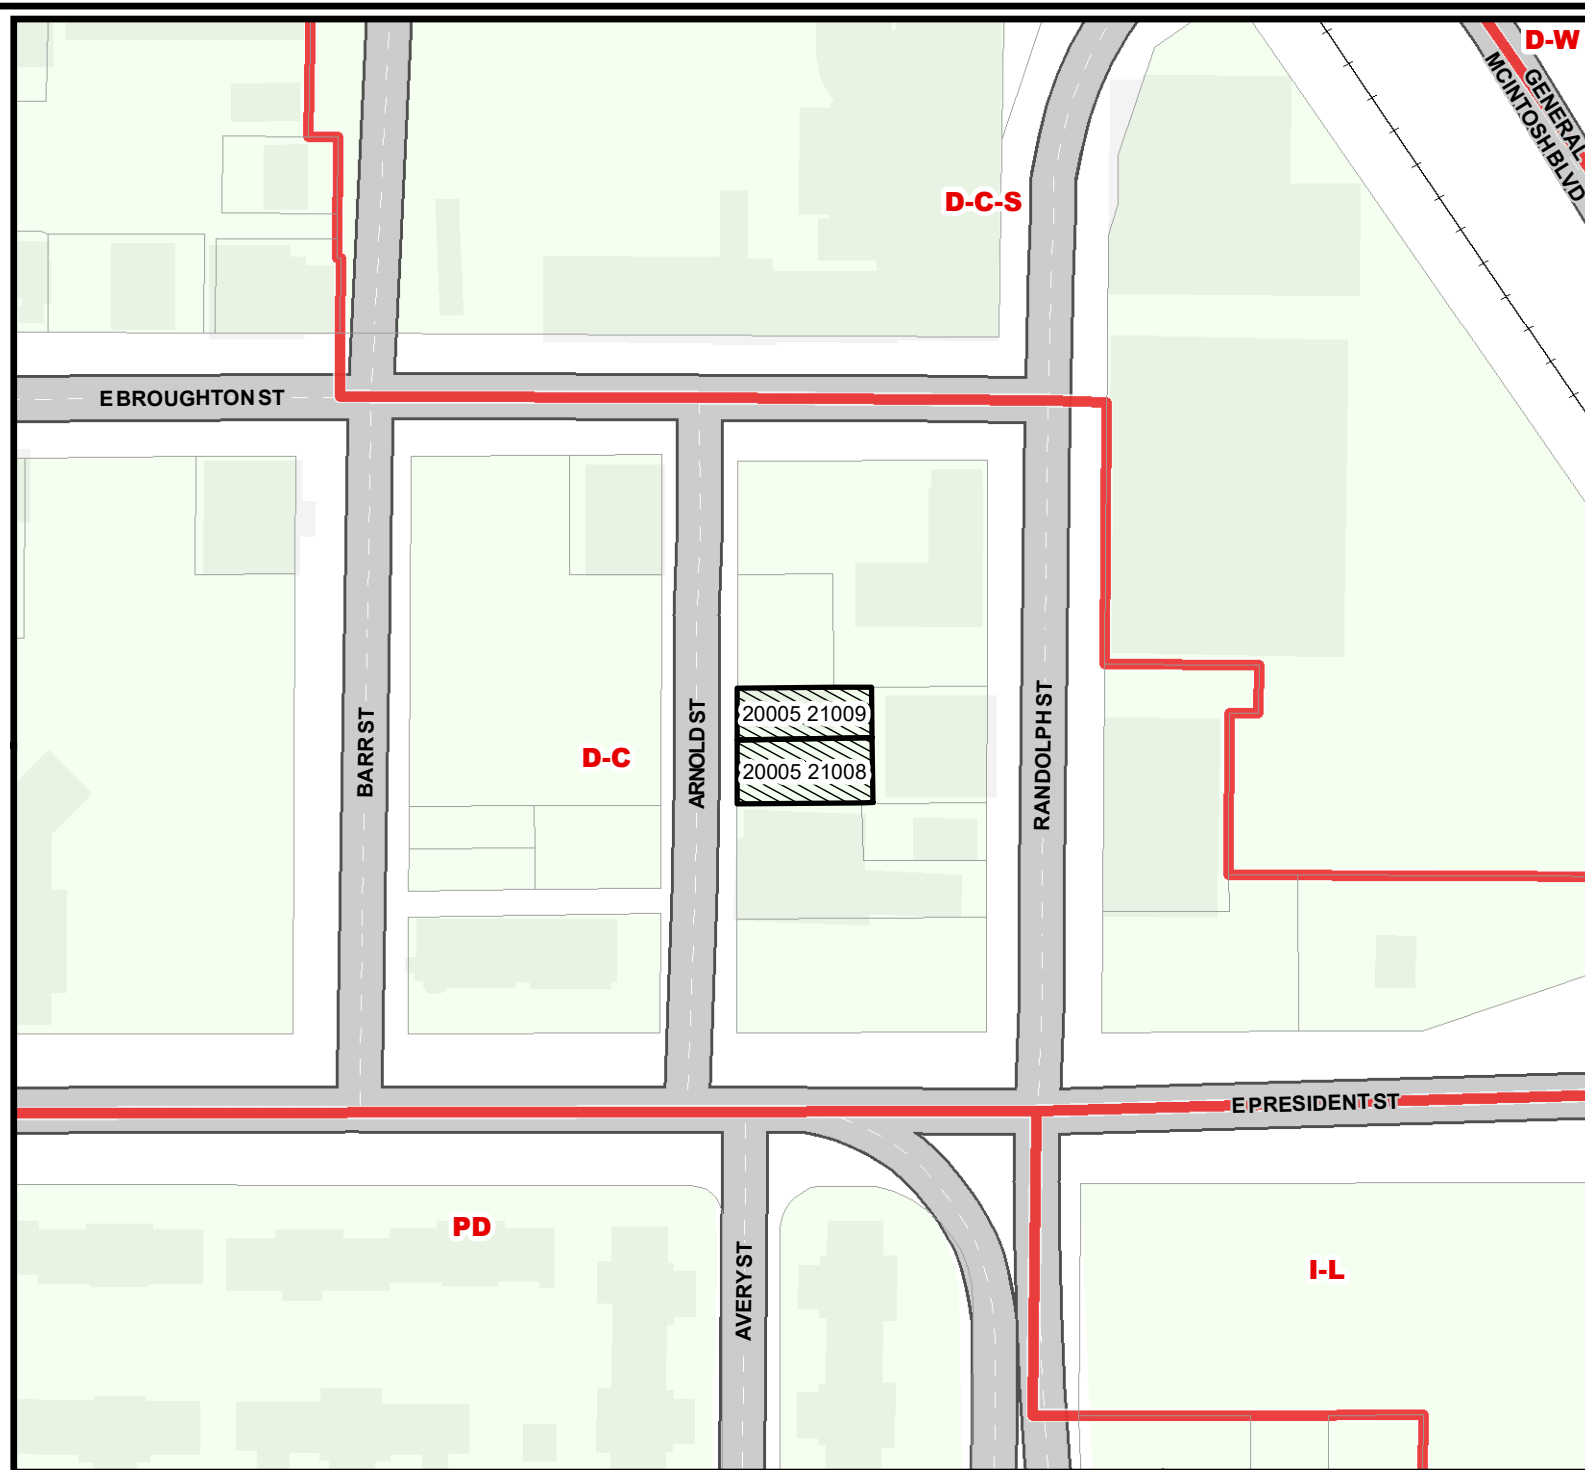 D-W
GENERAL
MCINTOSH BLVD
D-C-S
E BROUGHTON ST
BARR ST
ARNOLD ST
RANDOLPH ST
20005 21009
D-C
20005 21008
E PRESIDENT ST
PD
AVERY ST
I-L